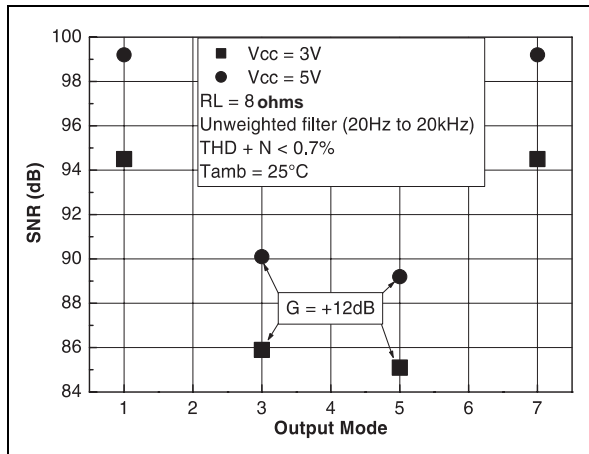 100
98
96
94
92
90
88
86
84
SNR (dB)
Vcc = 3V
Vcc = 5V
RL = 8 ohms
Unweighted filter (20Hz to 20kHz)
THD + N < 0.7%
Tamb = 25°C
G = +12dB
1 2 3 4 5 6 7
Output Mode